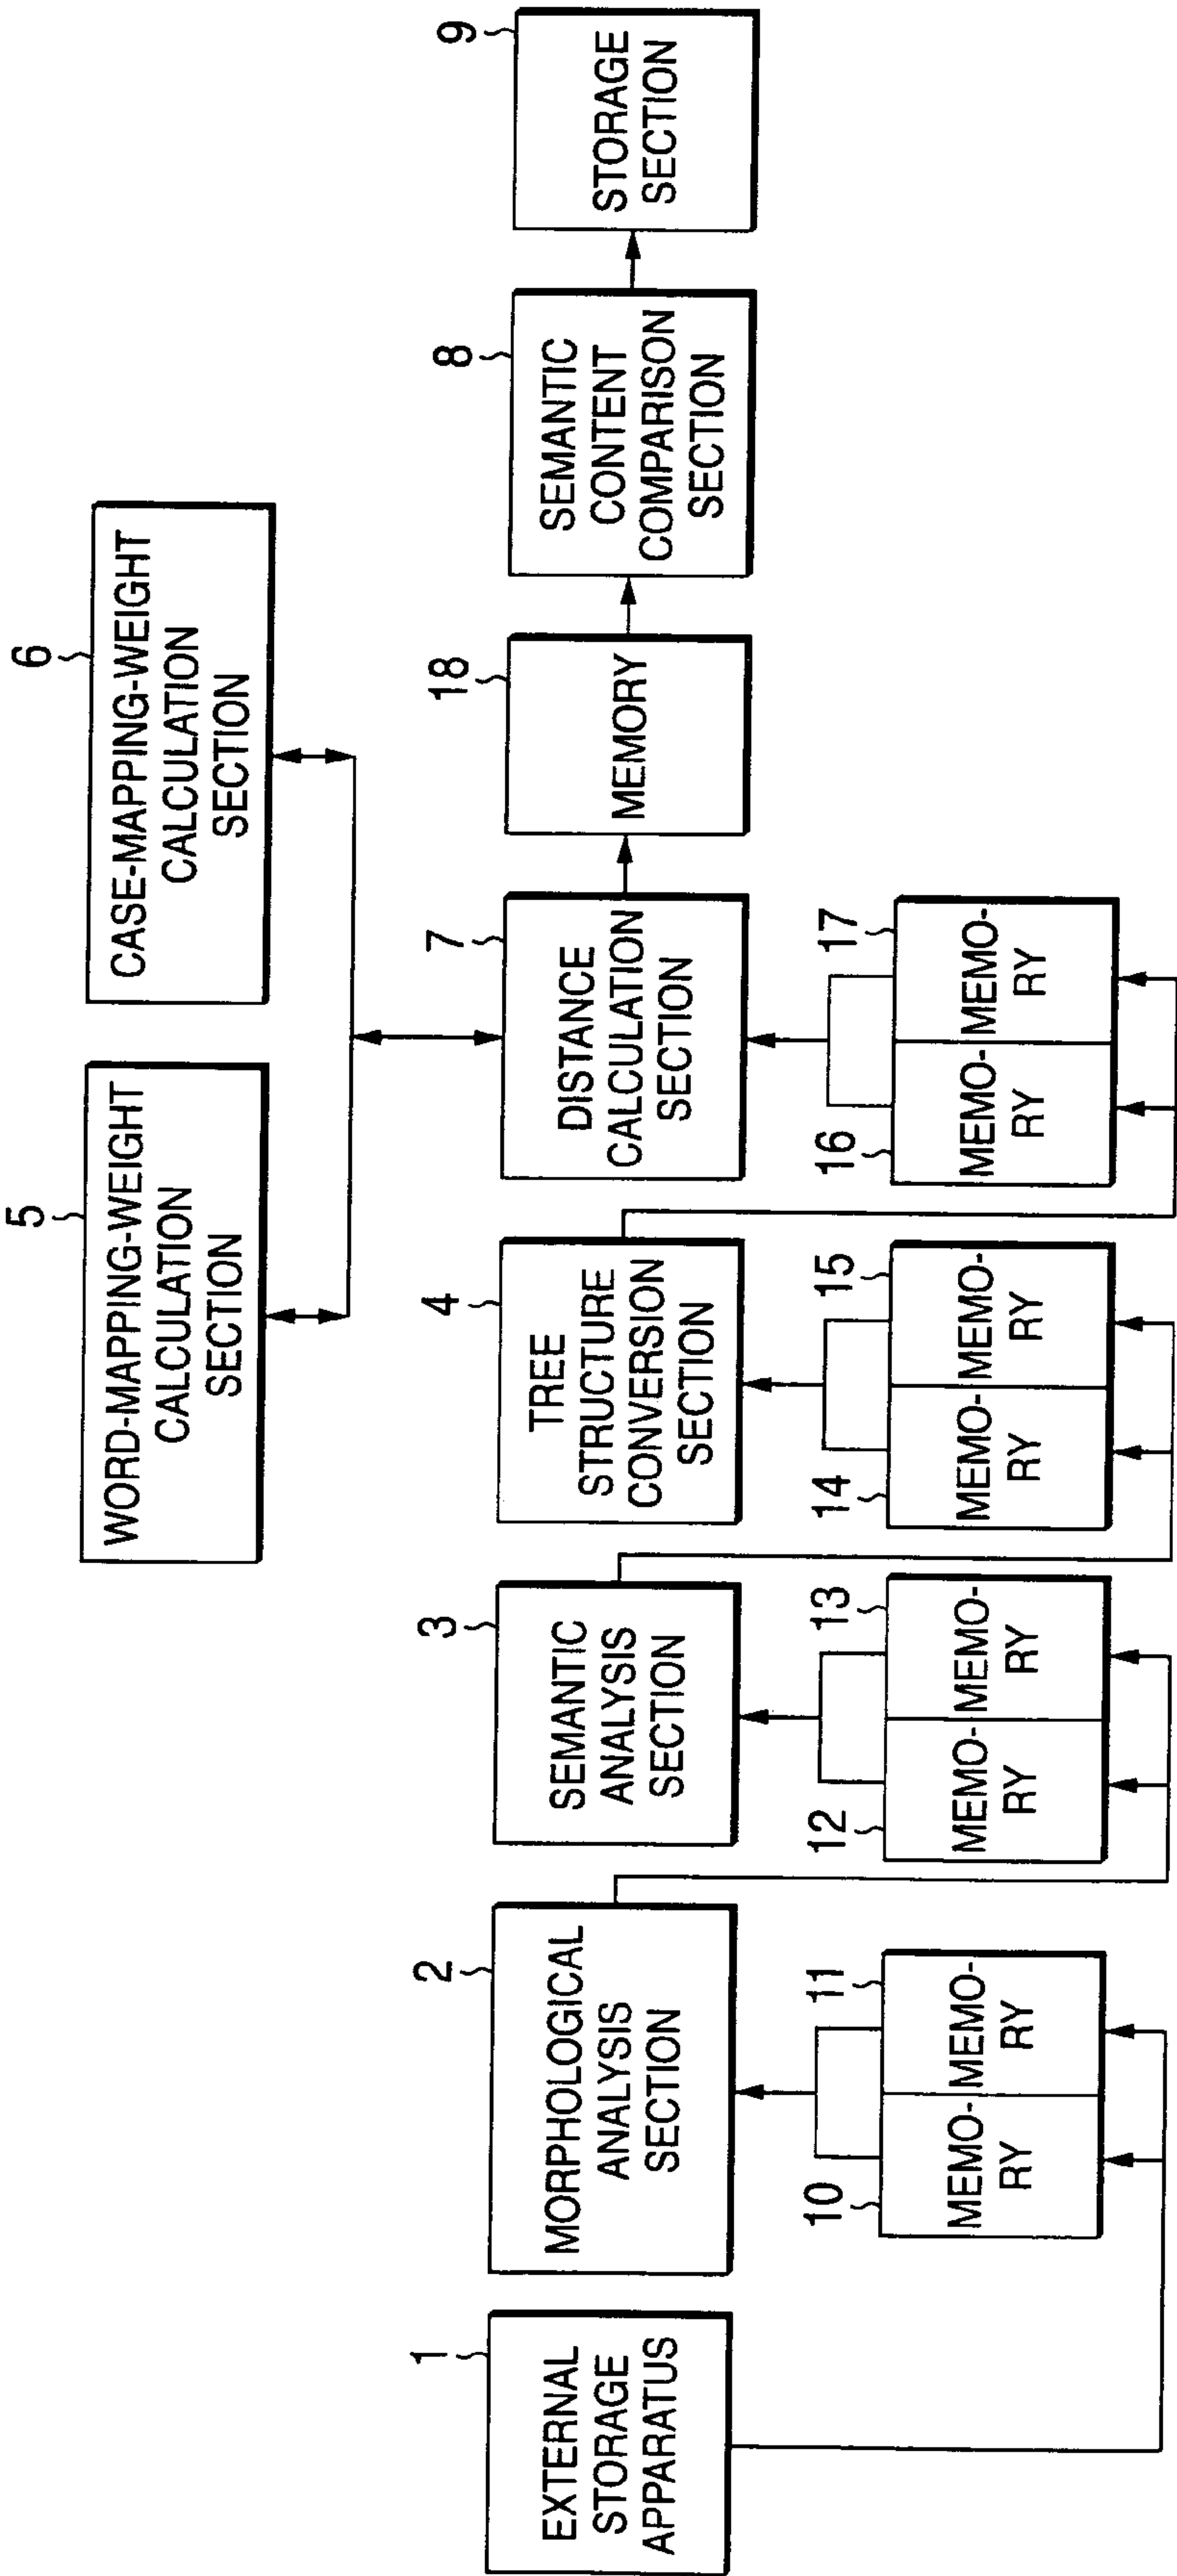 5
WORD-MAPPING-WEIGHT
CALCULATION
SECTION
6
CASE-MAPPING-WEIGHT
CALCULATION
SECTION
1
EXTERNAL
STORAGE
APPARATUS
2
MORPHOLOGICAL
ANALYSIS
SECTION
3
SEMANTIC
ANALYSIS
SECTION
4
TREE
STRUCTURE
CONVERSION
SECTION
7
DISTANCE
CALCULATION
SECTION
18
MEMORY
8
SEMANTIC
CONTENT
COMPARISON
SECTION
9
STORAGE
SECTION
10
MEMO-
RY
11
MEMO-
RY
12
MEMO-
RY
13
MEMO-
RY
14
MEMO-
RY
15
MEMO-
RY
16
MEMO-
RY
17
MEMO-
RY